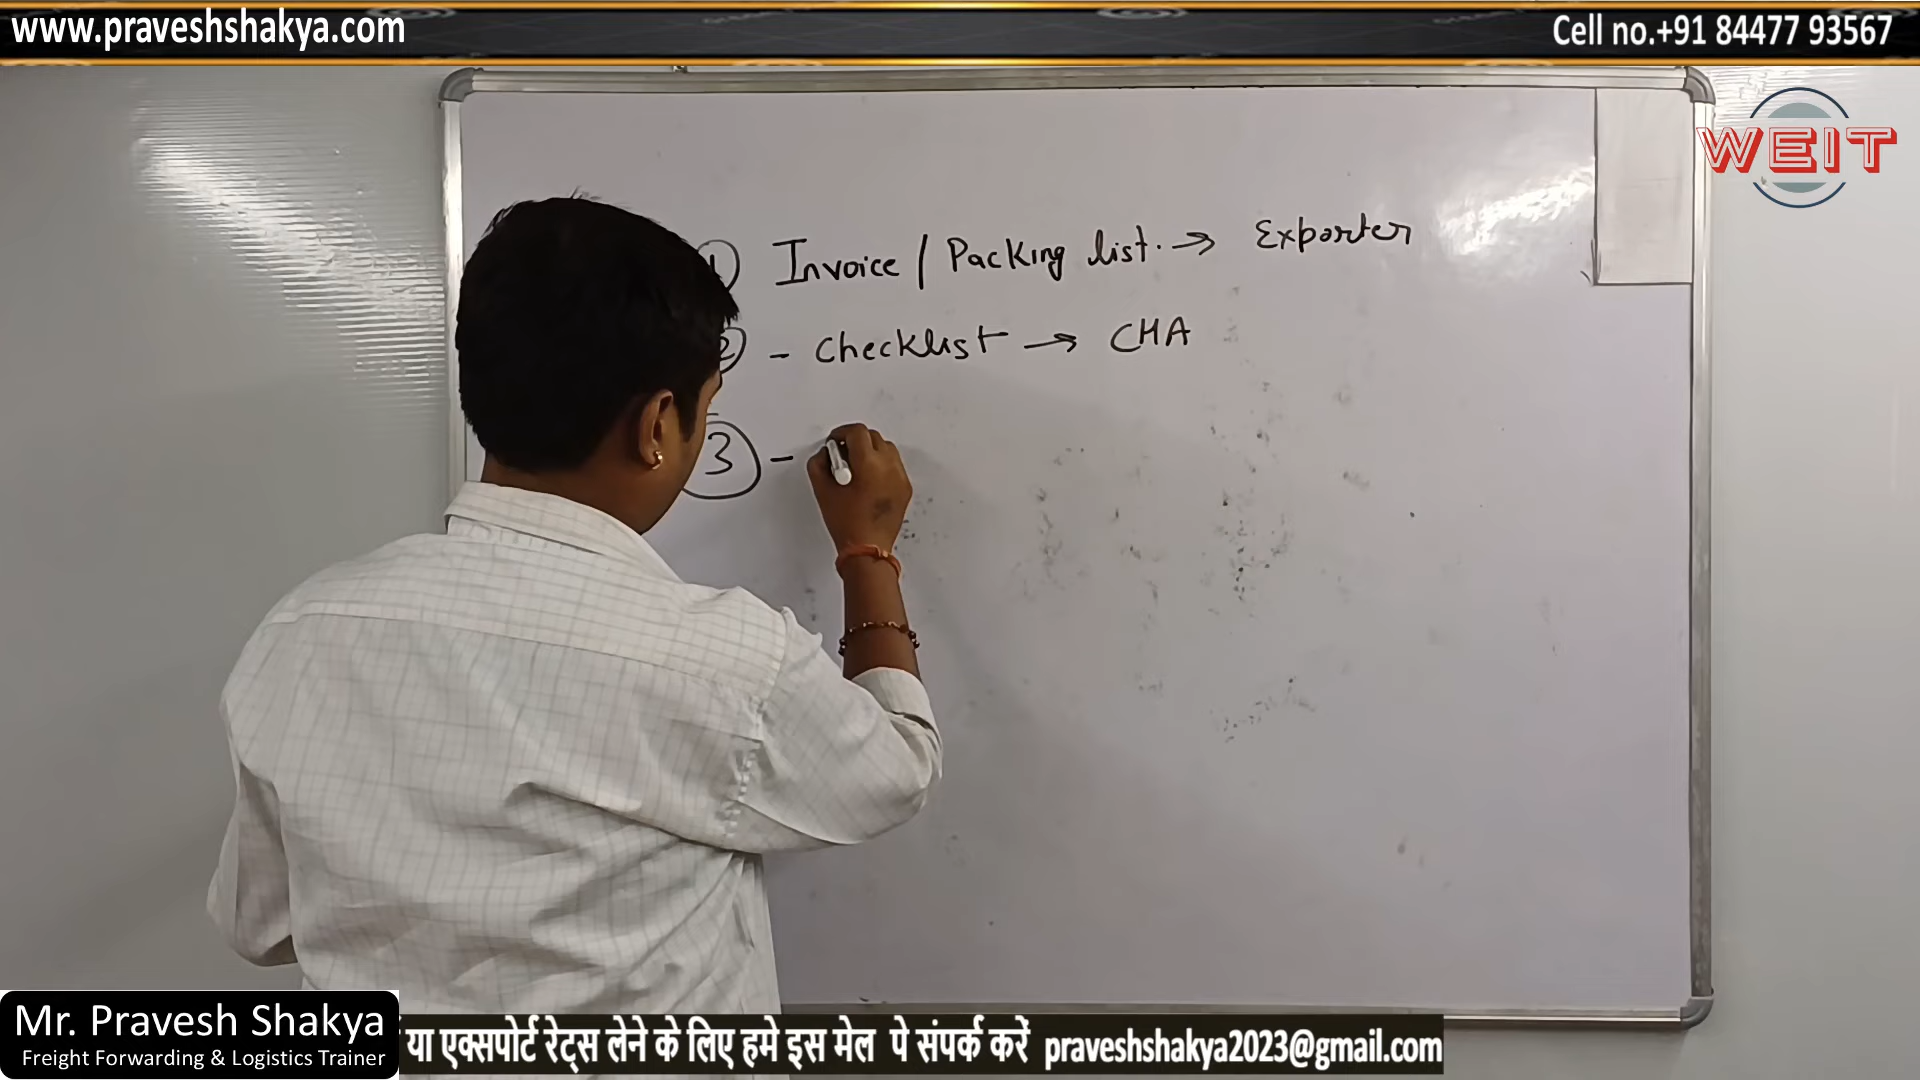 www.praveshshakya.com
Cell no.+91 84477 93567
WEIT
1 Invoice / Packing list. → Exporter
2 - Checklist → CHA
3 -
Mr. Pravesh Shakya
Freight Forwarding & Logistics Trainer
या एक्सपोर्ट रेट्स लेने के लिए हमे इस मेल पे संपर्क करें praveshshakya2023@gmail.com